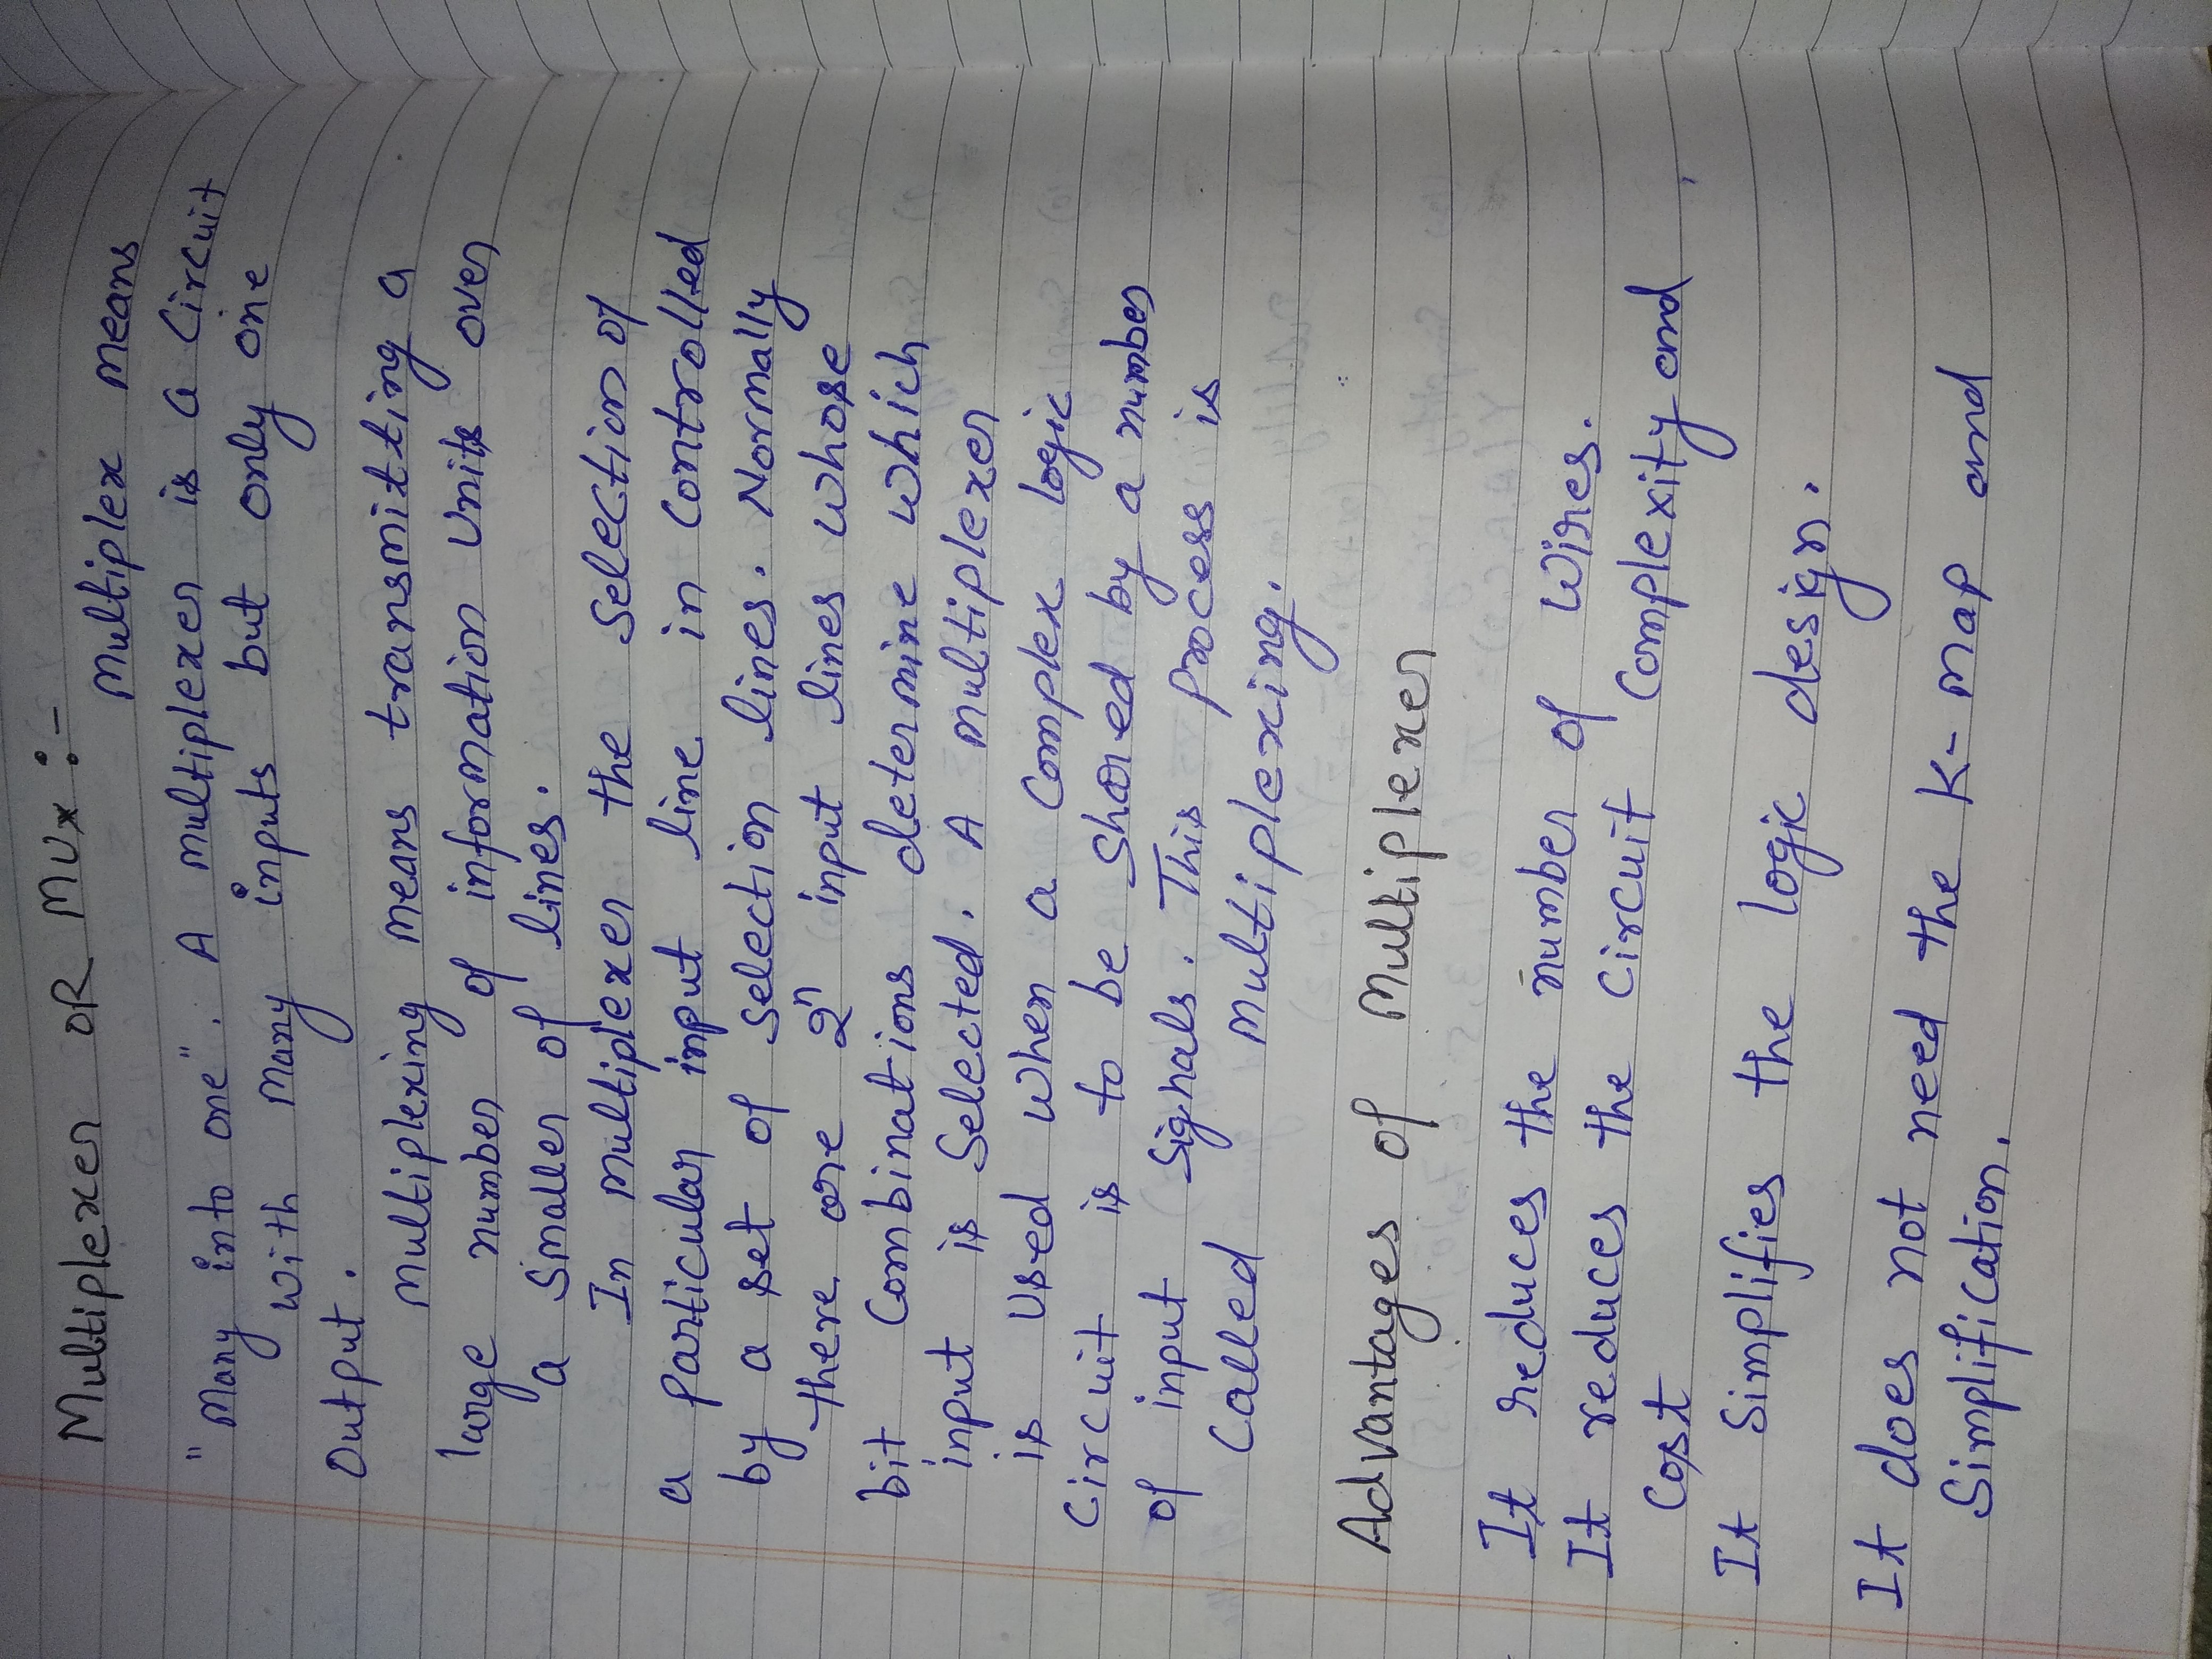 Multiplexer OR Mux :-
Multiplex means
"Many into one". A multiplexer is a circuit
with many inputs but only one
Output.
Multiplexing means transmitting a
large number of information units over
a smaller of lines.
In multiplexer the selection of
a particular input line in controlled
by a set of selection lines. Normally
there are 2ⁿ input lines whose
bit combinations determine which
input is selected. A multiplexer
is used when a complex logic
circuit is to be shared by a number
of input signals. This process is
called multiplexing.
Advantages of Multiplexer
It reduces the number of wires.
It reduces the circuit complexity and
cost
It simplifies the logic design.
It does not need the K-map and
Simplification.